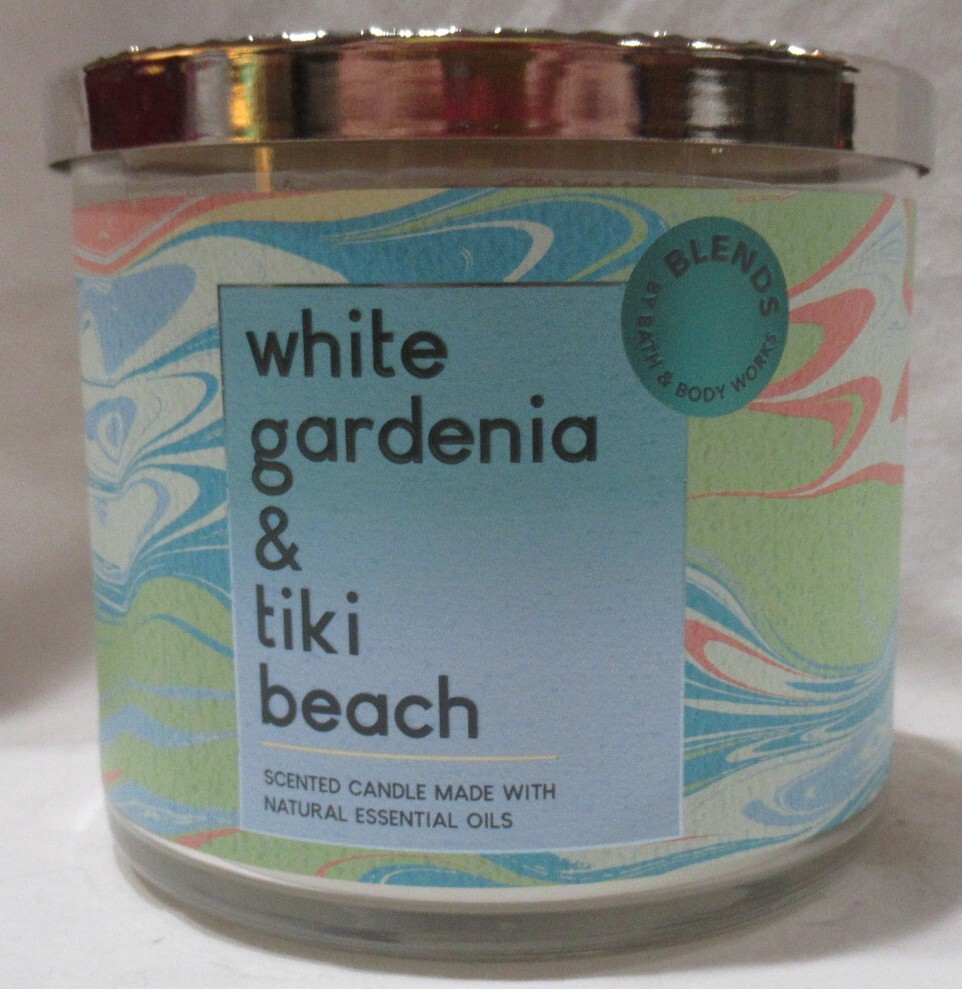 BLENDS
BY BATH & BODY WORKS
white
gardenia
&
tiki
beach
SCENTED CANDLE MADE WITH
NATURAL ESSENTIAL OILS